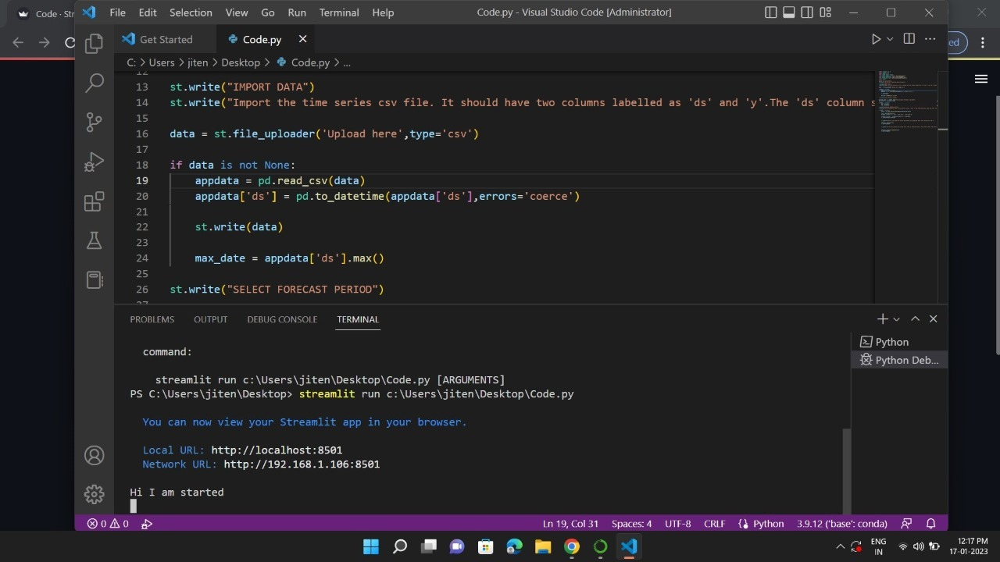 Code · Str
File Edit Selection View Go Run Terminal Help
Code.py - Visual Studio Code [Administrator]
Get Started
Code.py
C: > Users > jiten > Desktop > Code.py > ...
12
13 st.write("IMPORT DATA")
14 st.write("Import the time series csv file. It should have two columns labelled as 'ds' and 'y'.The 'ds' column s
15
16 data = st.file_uploader('Upload here',type='csv')
17
18 if data is not None:
19 appdata = pd.read_csv(data)
20 appdata['ds'] = pd.to_datetime(appdata['ds'],errors='coerce')
21
22 st.write(data)
23
24 max_date = appdata['ds'].max()
25
26 st.write("SELECT FORECAST PERIOD")
27
PROBLEMS OUTPUT DEBUG CONSOLE TERMINAL
command:
streamlit run c:\Users\jiten\Desktop\Code.py [ARGUMENTS]
PS C:\Users\jiten\Desktop> streamlit run c:\Users\jiten\Desktop\Code.py
You can now view your Streamlit app in your browser.
Local URL: http://localhost:8501
Network URL: http://192.168.1.106:8501
Hi I am started
Python
Python Deb...
0 0
Ln 19, Col 31 Spaces: 4 UTF-8 CRLF Python 3.9.12 ('base': conda)
ed
ENG
IN
12:17 PM
17-01-2023